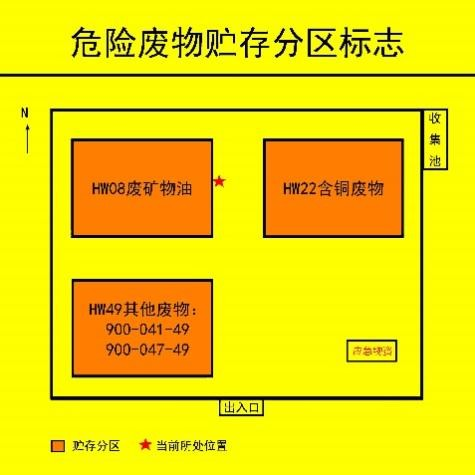 危险废物贮存分区标志
N
收集池
HW08废矿物油
HW22含铜废物
HW49其他废物：
900-041-49
900-047-49
应急物资
出入口
贮存分区
当前所处位置